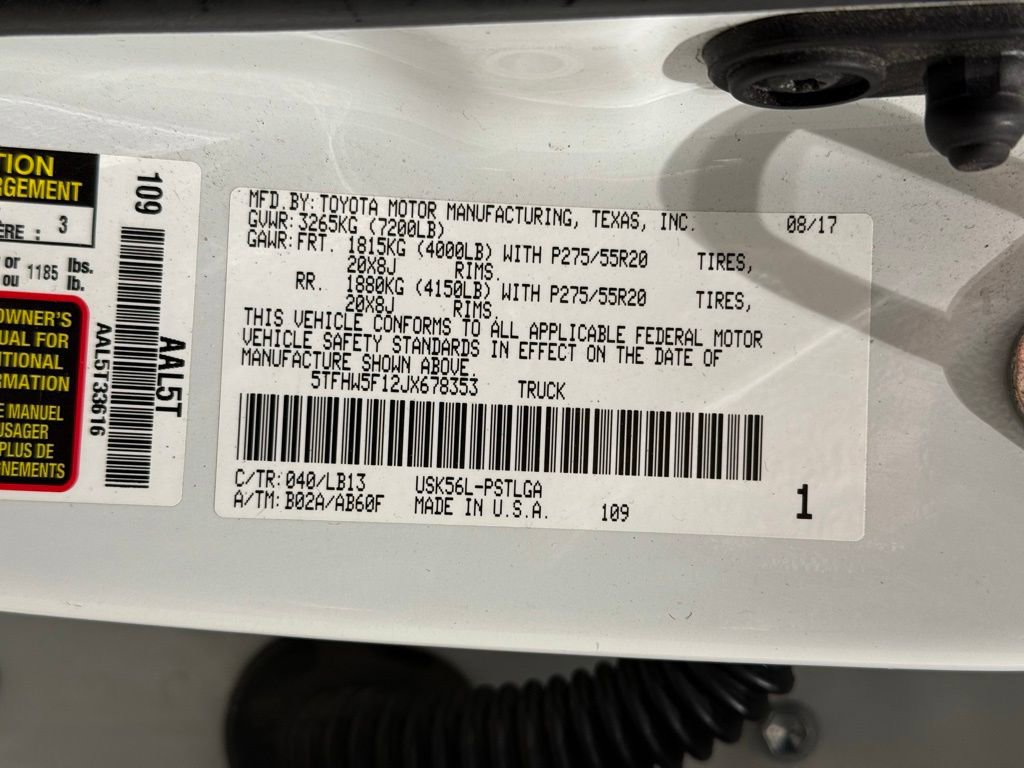 TION
RGEMENT
ÈRE : 3
or
ou 1185 lbs.
lb.
OWNER'S
UAL FOR
ITIONAL
RMATION
E MANUEL
USAGER
PLUS DE
GNEMENTS
109
AAL5T
AAL5T33616
MFD.BY:TOYOTA MOTOR MANUFACTURING, TEXAS, INC. 08/17
GVWR:3265KG (7200LB)
GAWR:FRT. 1815KG (4000LB) WITH P275/55R20 TIRES,
20X8J RIMS.
RR. 1880KG (4150LB) WITH P275/55R20 TIRES,
20X8J RIMS.
THIS VEHICLE CONFORMS TO ALL APPLICABLE FEDERAL MOTOR
VEHICLE SAFETY STANDARDS IN EFFECT ON THE DATE OF
MANUFACTURE SHOWN ABOVE.
5TFHW5F12JX678353 TRUCK
C/TR:040/LB13 USK56L-PSTLGA
A/TM:B02A/AB60F MADE IN U.S.A. 109 1